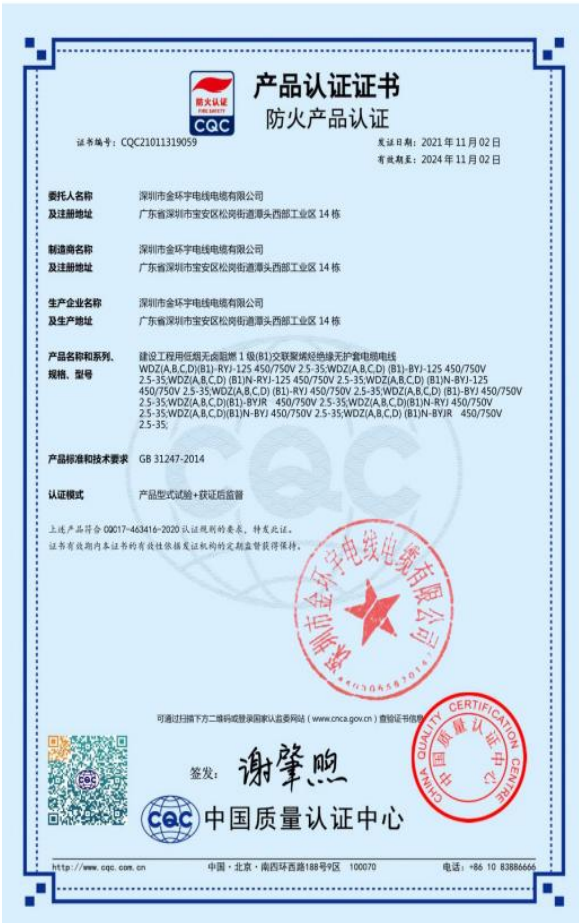 防火认证
FIRE SAFETY
CQC
产品认证证书
防火产品认证
证书编号：CQC21011319059
发证日期：2021年11月02日
有效期至：2024年11月02日
委托人名称 深圳市金环宇电线电缆有限公司
及注册地址 广东省深圳市宝安区松岗街道潭头西部工业区 14 栋
制造商名称 深圳市金环宇电线电缆有限公司
及注册地址 广东省深圳市宝安区松岗街道潭头西部工业区 14 栋
生产企业名称 深圳市金环宇电线电缆有限公司
及生产地址 广东省深圳市宝安区松岗街道潭头西部工业区 14 栋
产品名称和系列、 建设工程用低烟无卤阻燃 1 级(B1)交联聚烯烃绝缘无护套电缆电线
规格、型号 WDZ(A,B,C,D)(B1)-RYJ-125 450/750V 2.5-35;WDZ(A,B,C,D) (B1)-BYJ-125 450/750V
2.5-35;WDZ(A,B,C,D) (B1)N-RYJ-125 450/750V 2.5-35;WDZ(A,B,C,D) (B1)N-BYJ-125
450/750V 2.5-35;WDZ(A,B,C,D) (B1)-RYJ 450/750V 2.5-35;WDZ(A,B,C,D) (B1)-BYJ 450/750V
2.5-35;WDZ(A,B,C,D)(B1)-BYJR 450/750V 2.5-35;WDZ(A,B,C,D)(B1)N-RYJ 450/750V
2.5-35;WDZ(A,B,C,D)(B1)N-BYJ 450/750V 2.5-35;WDZ(A,B,C,D) (B1)N-BYJR 450/750V
2.5-35;
产品标准和技术要求 GB 31247-2014
认证模式 产品型式试验+获证后监督
上述产品符合 CQC17-463416-2020 认证规则的要求，特发此证。
证书有效期内本证书的有效性依据发证机构的定期监督获得保持。
CQC
深圳市金环宇电线电缆有限公司
可通过扫描下方二维码或登录国家认监委网站（www.cnca.gov.cn）查验证书信息
CHINA QUALITY CERTIFICATION CENTRE
中国质量认证中心
签发：谢肇煦
CQC 中国质量认证中心
http://www.cqc.com.cn 中国·北京·南四环西路188号9区 100070 电话：+86 10 83886666